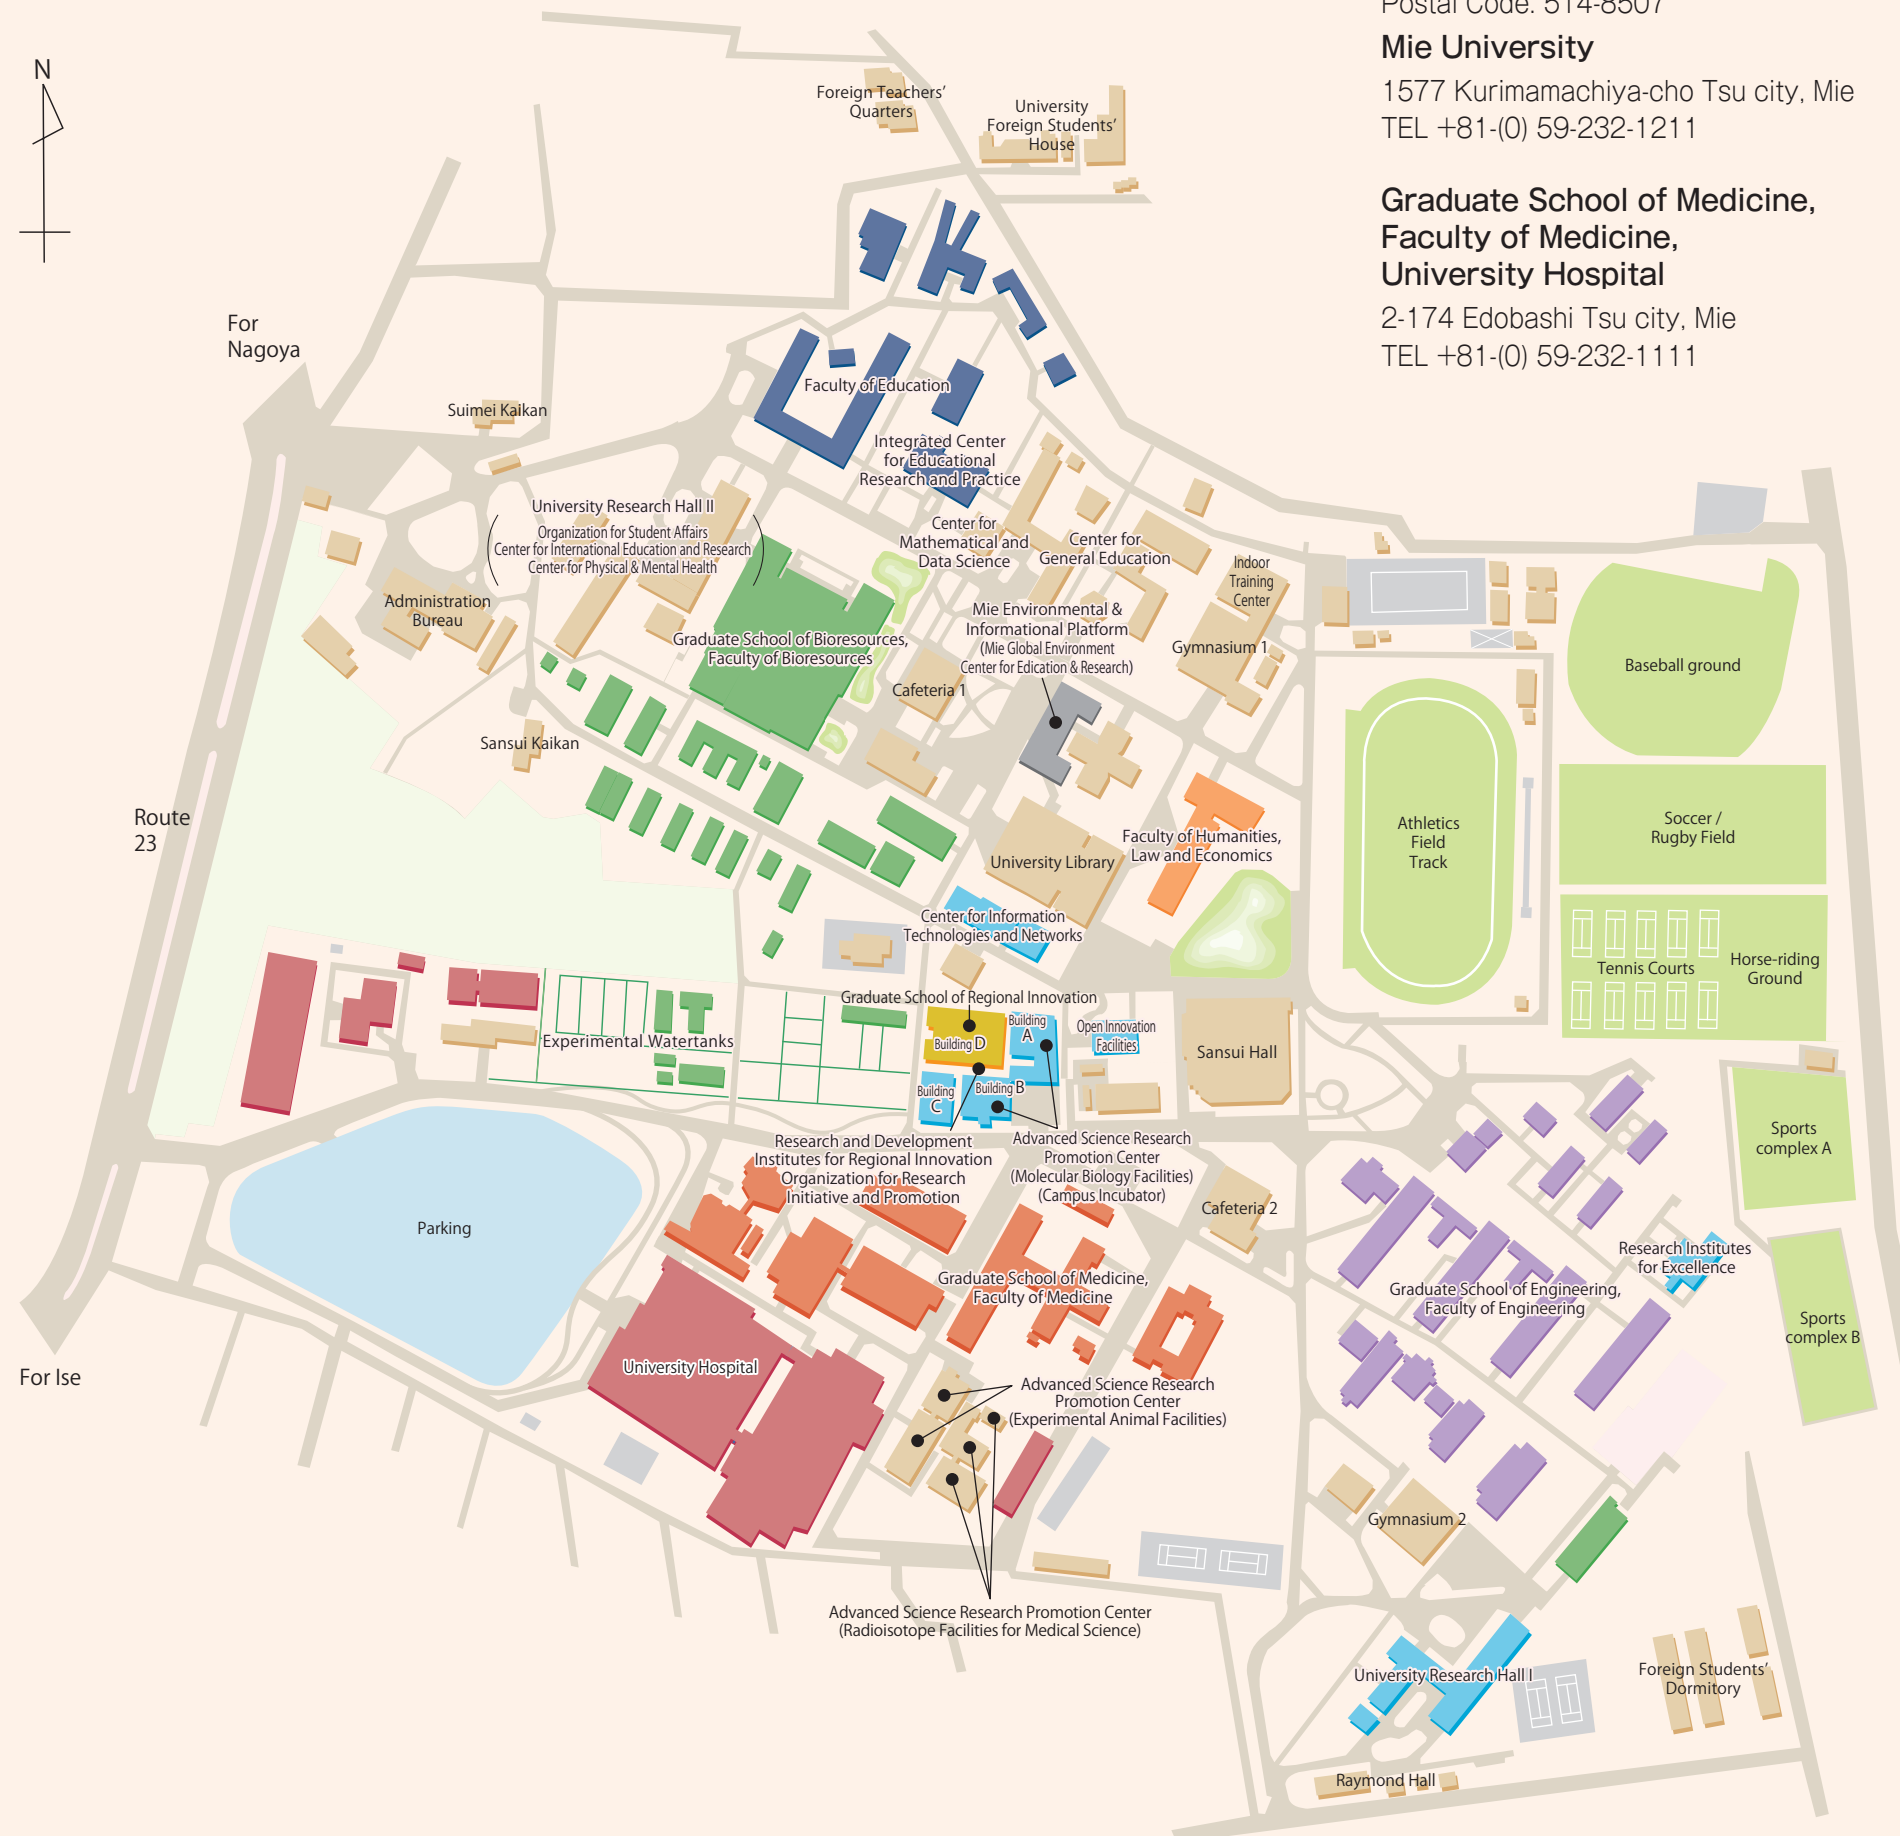 Postal Code: 514-8507
Mie University
1577 Kurimamachiya-cho Tsu city, Mie
TEL +81-(0) 59-232-1211
Graduate School of Medicine,
Faculty of Medicine,
University Hospital
2-174 Edobashi Tsu city, Mie
TEL +81-(0) 59-232-1111
N
Foreign Teachers'
Quarters
University
Foreign Students'
House
For
Nagoya
Suimei Kaikan
Faculty of Education
Integrated Center
for Educational
Research and Practice
University Research Hall II
Organization for Student Affairs
Center for International Education and Research
Center for Physical & Mental Health
Center for
Mathematical and
Data Science
Center for
General Education
Indoor
Training
Center
Administration
Bureau
Mie Environmental &
Informational Platform
(Mie Global Environment
Center for Edication & Research)
Graduate School of Bioresources,
Faculty of Bioresources
Gymnasium 1
Baseball ground
Cafeteria 1
Sansui Kaikan
Route
23
Athletics
Field
Track
Soccer /
Rugby Field
Faculty of Humanities,
Law and Economics
University Library
Center for Information
Technologies and Networks
Tennis Courts
Horse-riding
Ground
Graduate School of Regional Innovation
Building
A
Open Innovation
Facilities
Building D
Experimental Watertanks
Sansui Hall
Building
C
Building B
Research and Development
Institutes for Regional Innovation
Organization for Research
Initiative and Promotion
Advanced Science Research
Promotion Center
(Molecular Biology Facilities)
(Campus Incubator)
Sports
complex A
Cafeteria 2
Parking
Research Institutes
for Excellence
Graduate School of Medicine,
Faculty of Medicine
Graduate School of Engineering,
Faculty of Engineering
Sports
complex B
University Hospital
For Ise
Advanced Science Research
Promotion Center
(Experimental Animal Facilities)
Gymnasium 2
Advanced Science Research Promotion Center
(Radioisotope Facilities for Medical Science)
University Research Hall I
Foreign Students'
Dormitory
Raymond Hall